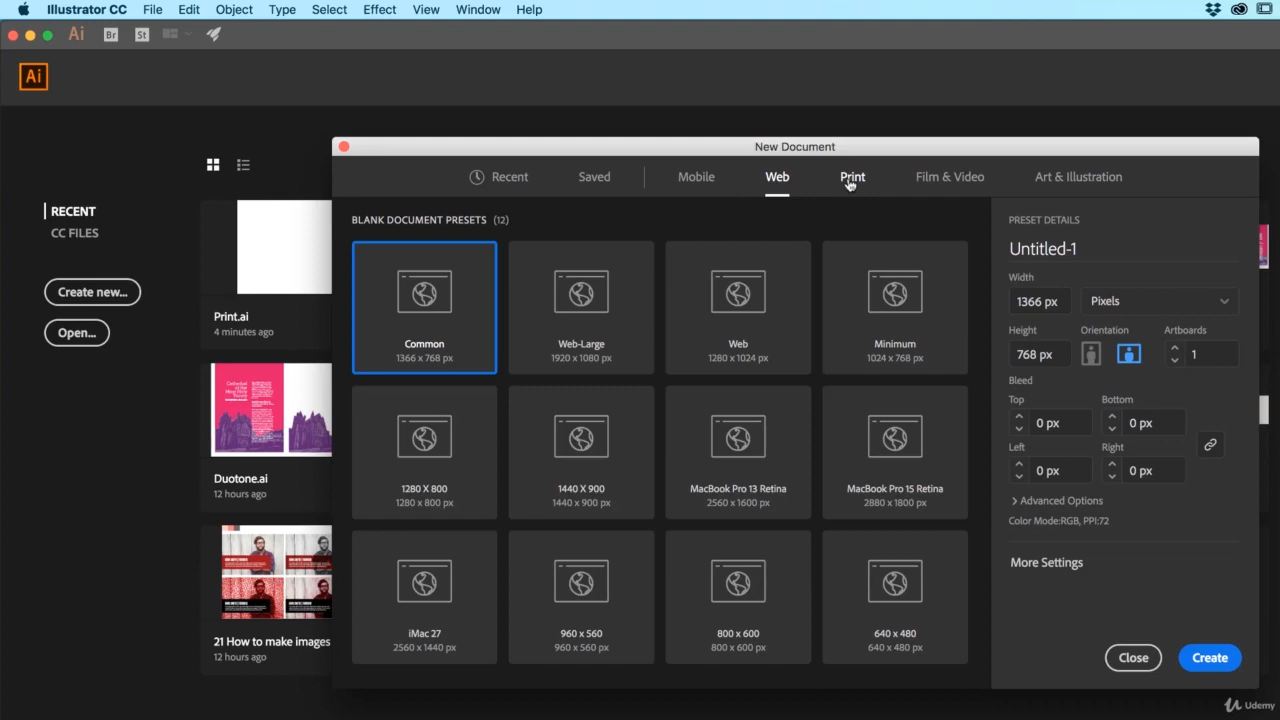 Illustrator CC File Edit Object Type Select Effect View Window Help
Ai Br St
Ai
New Document
Recent Saved Mobile Web Print Film & Video Art & Illustration
RECENT
CC FILES
Create new...
Open...
Print.ai
4 minutes ago
Duotone.ai
12 hours ago
21 How to make images
12 hours ago
BLANK DOCUMENT PRESETS (12)
Common
1366 x 768 px
Web-Large
1920 x 1080 px
Web
1280 x 1024 px
Minimum
1024 x 768 px
1280 X 800
1280 x 800 px
1440 X 900
1440 x 900 px
MacBook Pro 13 Retina
2560 x 1600 px
MacBook Pro 15 Retina
2880 x 1800 px
iMac 27
2560 x 1440 px
960 x 560
960 x 560 px
800 x 600
800 x 600 px
640 x 480
640 x 480 px
PRESET DETAILS
Untitled-1
Width
1366 px Pixels
Height Orientation Artboards
768 px 1
Bleed
Top Bottom
0 px 0 px
Left Right
0 px 0 px
Advanced Options
Color Mode:RGB, PPI:72
More Settings
Close Create
Udemy